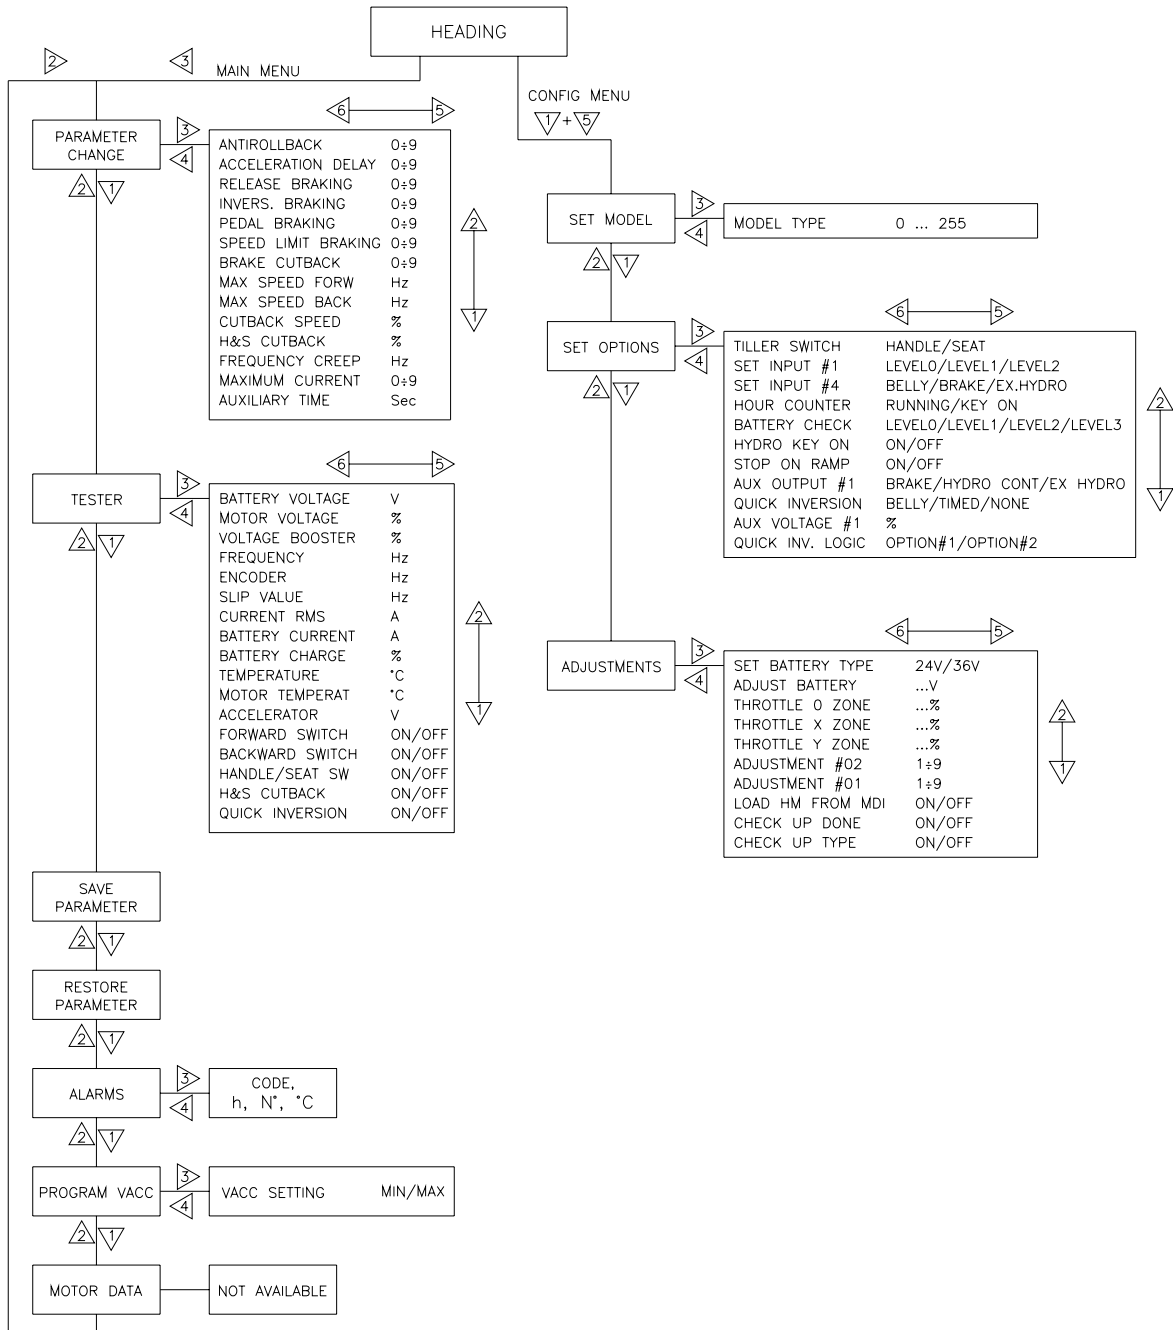 HEADING
2 3
MAIN MENU
CONFIG MENU
1 + 5
6 5
PARAMETER
CHANGE
3
4
2 1
ANTIROLLBACK 0÷9
ACCELERATION DELAY 0÷9
RELEASE BRAKING 0÷9
INVERS. BRAKING 0÷9
PEDAL BRAKING 0÷9
SPEED LIMIT BRAKING 0÷9
BRAKE CUTBACK 0÷9
MAX SPEED FORW Hz
MAX SPEED BACK Hz
CUTBACK SPEED %
H&S CUTBACK %
FREQUENCY CREEP Hz
MAXIMUM CURRENT 0÷9
AUXILIARY TIME Sec
2
1
6 5
TESTER
3
4
2 1
BATTERY VOLTAGE V
MOTOR VOLTAGE %
VOLTAGE BOOSTER %
FREQUENCY Hz
ENCODER Hz
SLIP VALUE Hz
CURRENT RMS A
BATTERY CURRENT A
BATTERY CHARGE %
TEMPERATURE °C
MOTOR TEMPERAT °C
ACCELERATOR V
FORWARD SWITCH ON/OFF
BACKWARD SWITCH ON/OFF
HANDLE/SEAT SW ON/OFF
H&S CUTBACK ON/OFF
QUICK INVERSION ON/OFF
2
1
SAVE
PARAMETER
2 1
RESTORE
PARAMETER
2 1
ALARMS
3
4
CODE,
h, N°, °C
2 1
PROGRAM VACC
3
4
VACC SETTING MIN/MAX
2 1
MOTOR DATA
NOT AVAILABLE
SET MODEL
3
4
MODEL TYPE 0 ... 255
2 1
6 5
SET OPTIONS
3
4
2 1
TILLER SWITCH HANDLE/SEAT
SET INPUT #1 LEVEL0/LEVEL1/LEVEL2
SET INPUT #4 BELLY/BRAKE/EX.HYDRO
HOUR COUNTER RUNNING/KEY ON
BATTERY CHECK LEVEL0/LEVEL1/LEVEL2/LEVEL3
HYDRO KEY ON ON/OFF
STOP ON RAMP ON/OFF
AUX OUTPUT #1 BRAKE/HYDRO CONT/EX HYDRO
QUICK INVERSION BELLY/TIMED/NONE
AUX VOLTAGE #1 %
QUICK INV. LOGIC OPTION#1/OPTION#2
2
1
6 5
ADJUSTMENTS
3
4
SET BATTERY TYPE 24V/36V
ADJUST BATTERY ...V
THROTTLE 0 ZONE ...%
THROTTLE X ZONE ...%
THROTTLE Y ZONE ...%
ADJUSTMENT #02 1÷9
ADJUSTMENT #01 1÷9
LOAD HM FROM MDI ON/OFF
CHECK UP DONE ON/OFF
CHECK UP TYPE ON/OFF
2
1